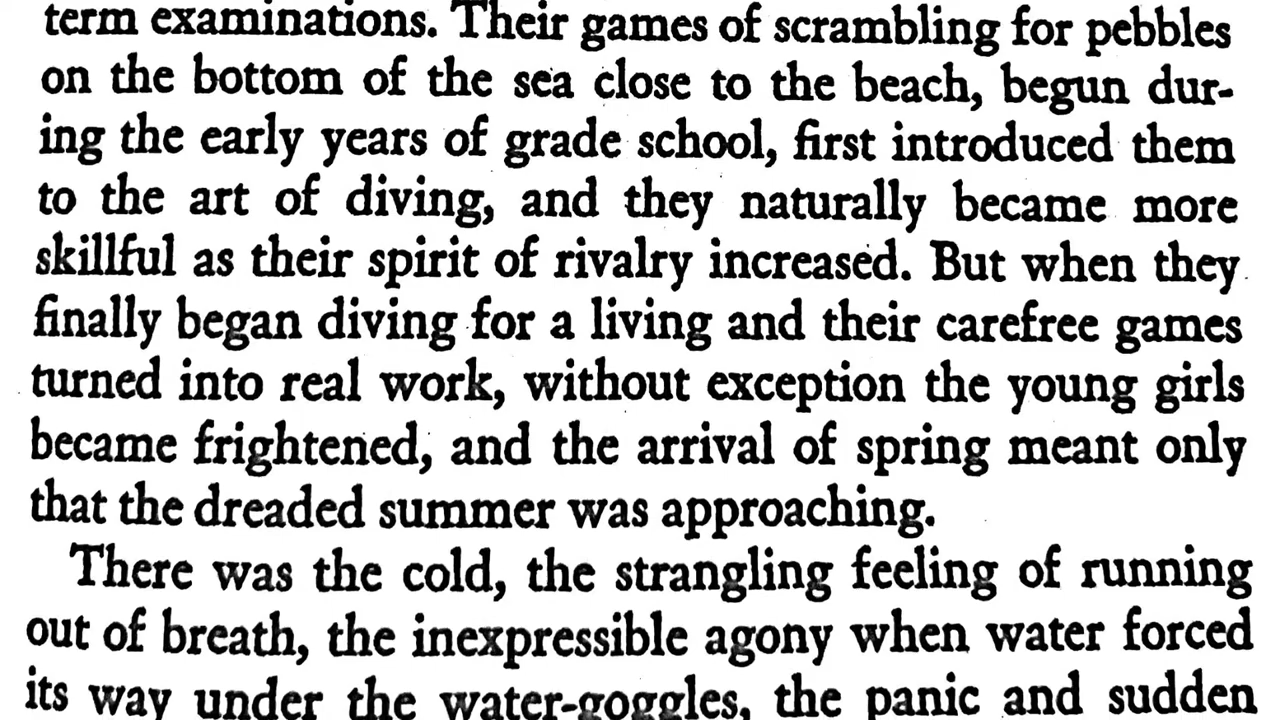 term examinations. Their games of scrambling for pebbles
on the bottom of the sea close to the beach, begun dur-
ing the early years of grade school, first introduced them
to the art of diving, and they naturally became more
skillful as their spirit of rivalry increased. But when they
finally began diving for a living and their carefree games
turned into real work, without exception the young girls
became frightened, and the arrival of spring meant only
that the dreaded summer was approaching.
There was the cold, the strangling feeling of running
out of breath, the inexpressible agony when water forced
its way under the water-goggles, the panic and sudden